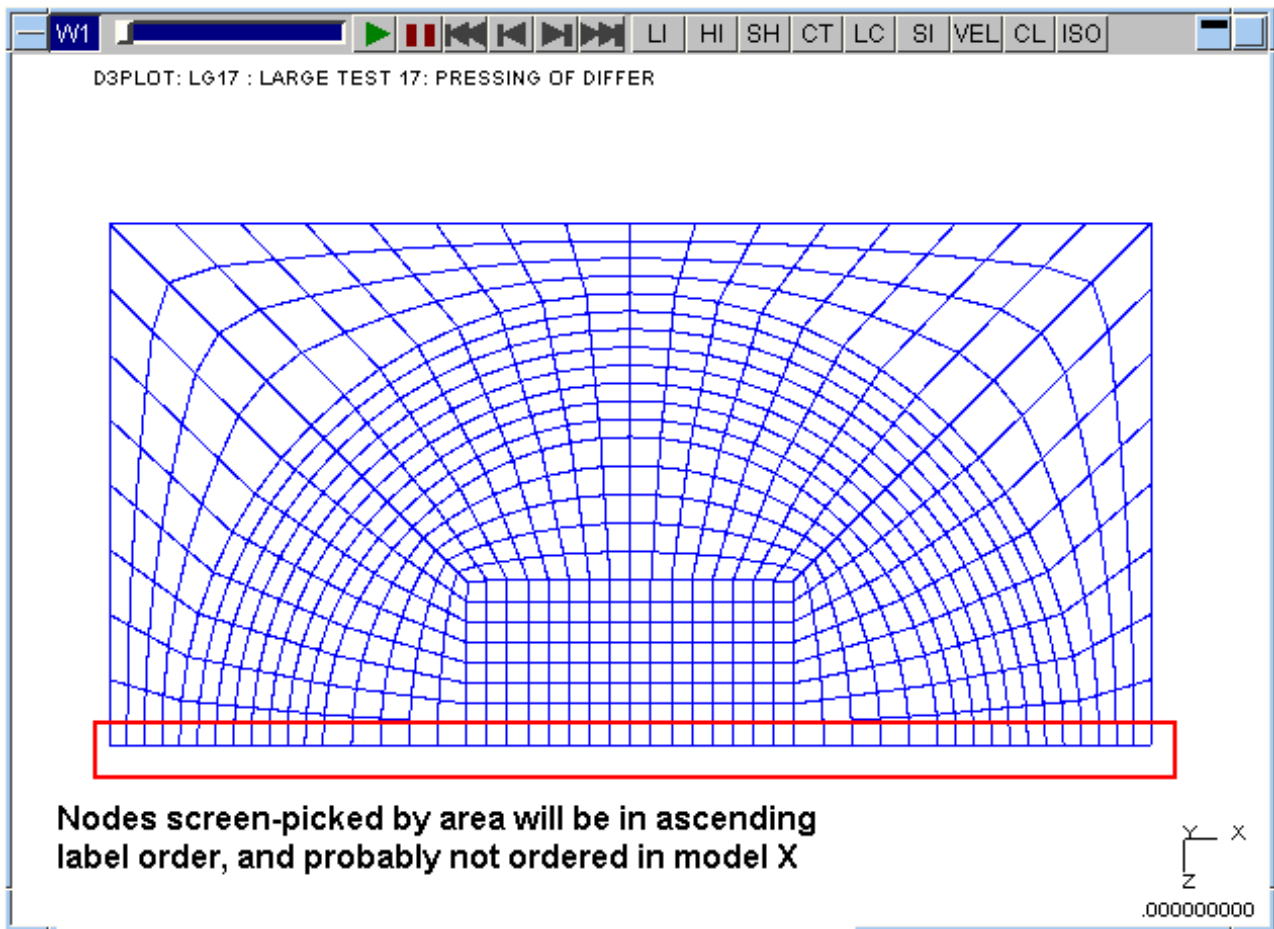 W1 LI HI SH CT LC SI VEL CL ISO
D3PLOT: LG17 : LARGE TEST 17: PRESSING OF DIFFER
Nodes screen-picked by area will be in ascending
label order, and probably not ordered in model X
Y X
Z
.000000000